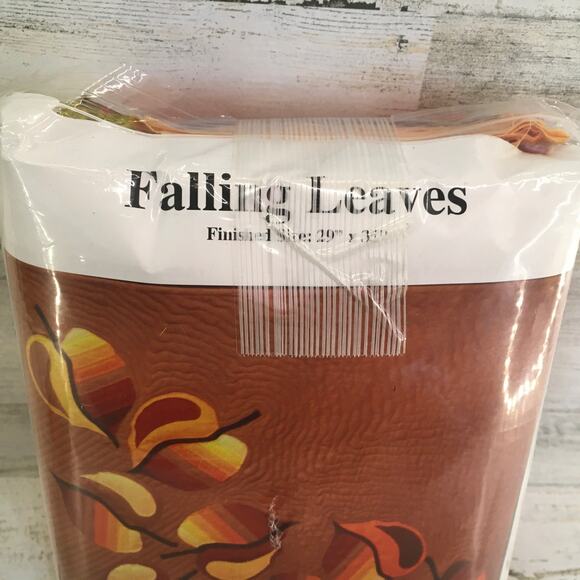 Falling Leaves
Finished Size: 29" x